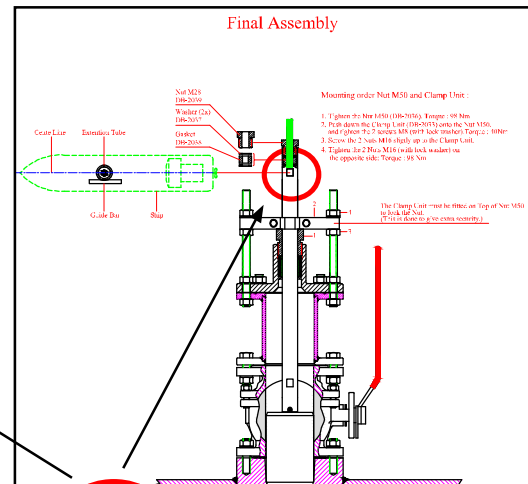 Final Assembly
Nut M28
DB-2039
Washer (2x)
DB-2037
Gasket
DB-2038
Mounting order Nut M50 and Clamp Unit :
1. Tighten the Nut M50 (DB-2036). Torque : 98 Nm
2. Push down the Clamp Unit (DB-2033) onto the Nut M50,
and tighten the 2 screws M8 (with lock washer). Torque : 10Nm
3. Screw the 2 Nuts M16 slightly up to the Clamp Unit.
4. Tighten the 2 Nuts M16 (with lock washer) on
the opposite side: Torque : 98 Nm
Centre Line
Extention Tube
Guide Bar
Ship
2
4
The Clamp Unit must be fitted on Top of Nut M50
to lock the Nut.
(This is done to give extra security.)
3
1